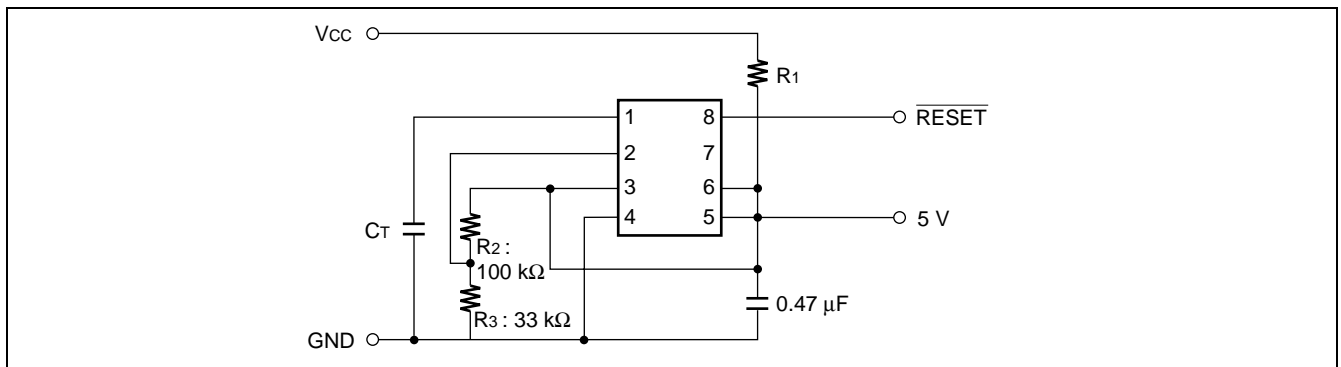 VCC
R1
1 8 RESET
2 7
3 6
4 5 5 V
CT
R2 :
100 kΩ
0.47 µF
R3 : 33 kΩ
GND